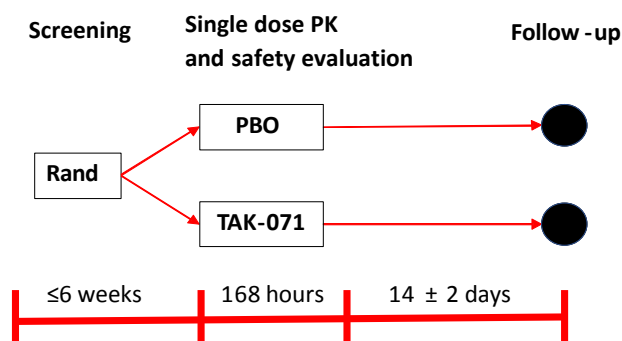 Screening
Single dose PK
and safety evaluation
Follow -up
PBO
Rand
TAK-071
≤6 weeks
168 hours
14 ± 2 days